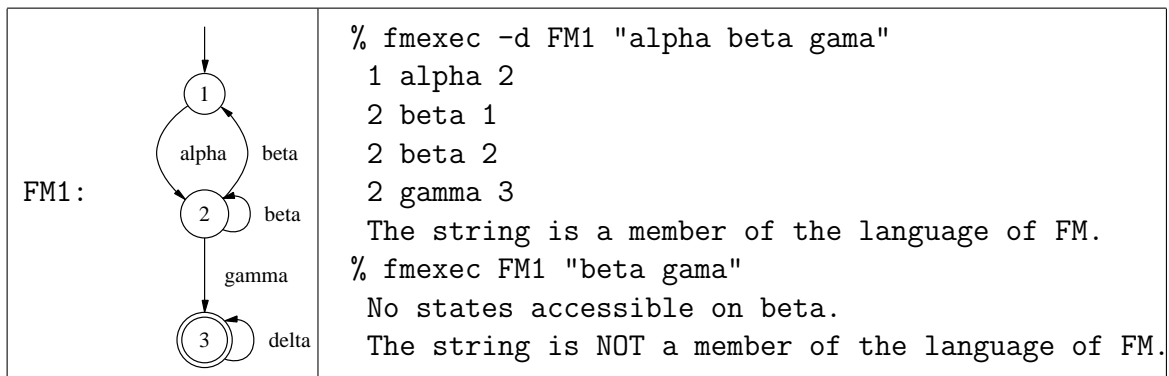 FM1:
1
alpha beta
2 beta
gamma
3 delta
% fmexec -d FM1 "alpha beta gama"
1 alpha 2
2 beta 1
2 beta 2
2 gamma 3
The string is a member of the language of FM.
% fmexec FM1 "beta gama"
No states accessible on beta.
The string is NOT a member of the language of FM.